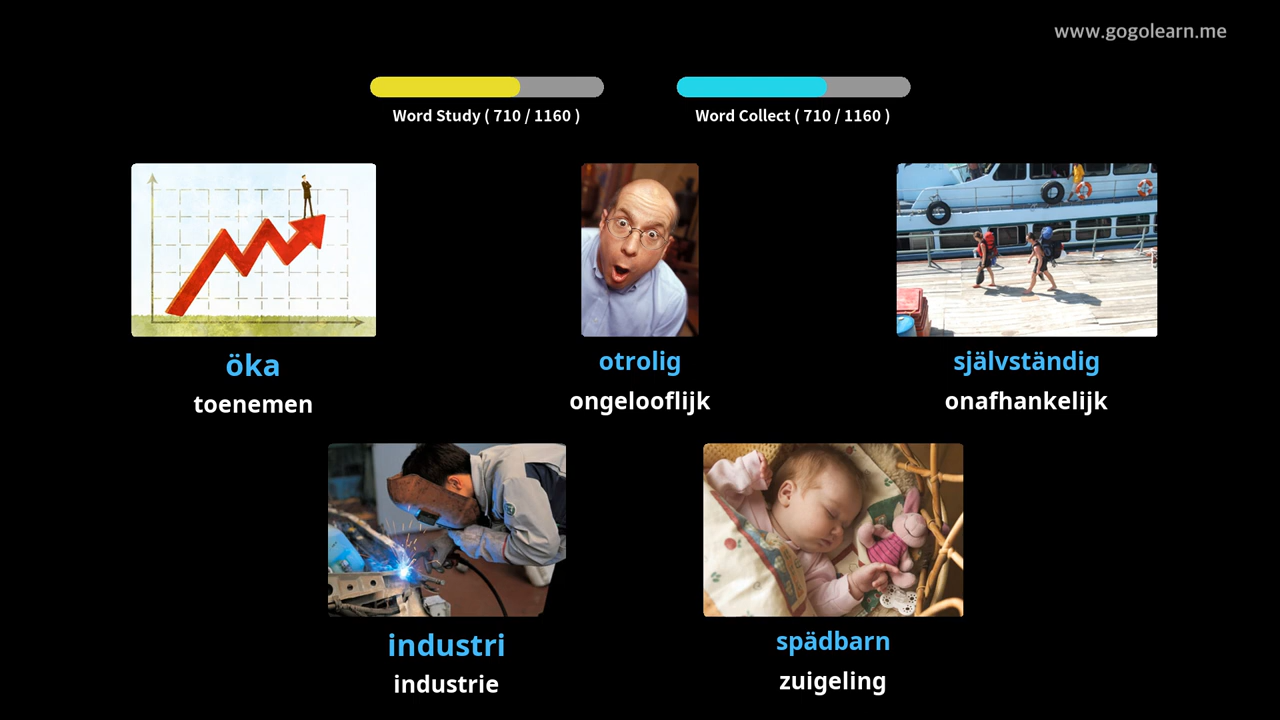 www.gogolearn.me
Word Study ( 710 / 1160 )
Word Collect ( 710 / 1160 )
öka
toenemen
otrolig
ongelooflijk
självständig
onafhankelijk
industri
industrie
spädbarn
zuigeling